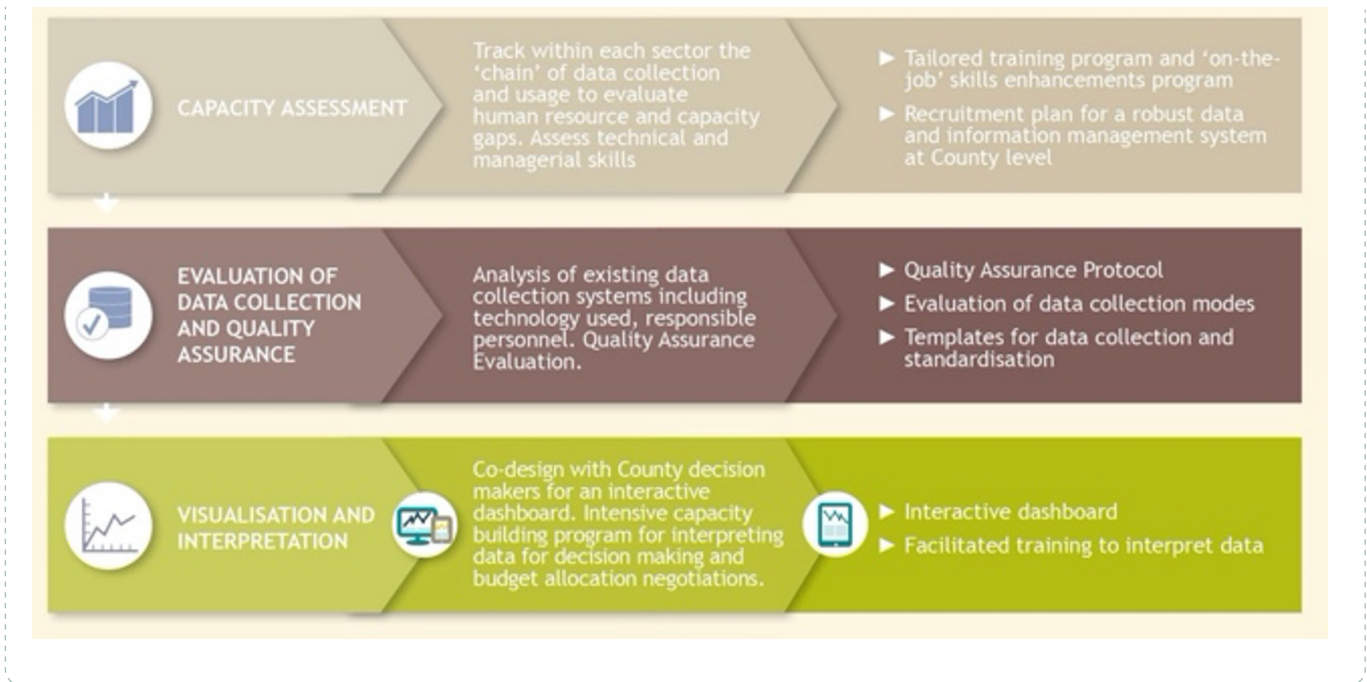 CAPACITY ASSESSMENT
Track within each sector the
‘chain’ of data collection
and usage to evaluate
human resource and capacity
gaps. Assess technical and
managerial skills
► Tailored training program and ‘on-the-
job’ skills enhancements program
► Recruitment plan for a robust data
and information management system
at County level
EVALUATION OF
DATA COLLECTION
AND QUALITY
ASSURANCE
Analysis of existing data
collection systems including
technology used, responsible
personnel. Quality Assurance
Evaluation.
► Quality Assurance Protocol
► Evaluation of data collection modes
► Templates for data collection and
standardisation
VISUALISATION AND
INTERPRETATION
Co-design with County decision
makers for an interactive
dashboard. Intensive capacity
building program for interpreting
data for decision making and
budget allocation negotiations.
► Interactive dashboard
► Facilitated training to interpret data